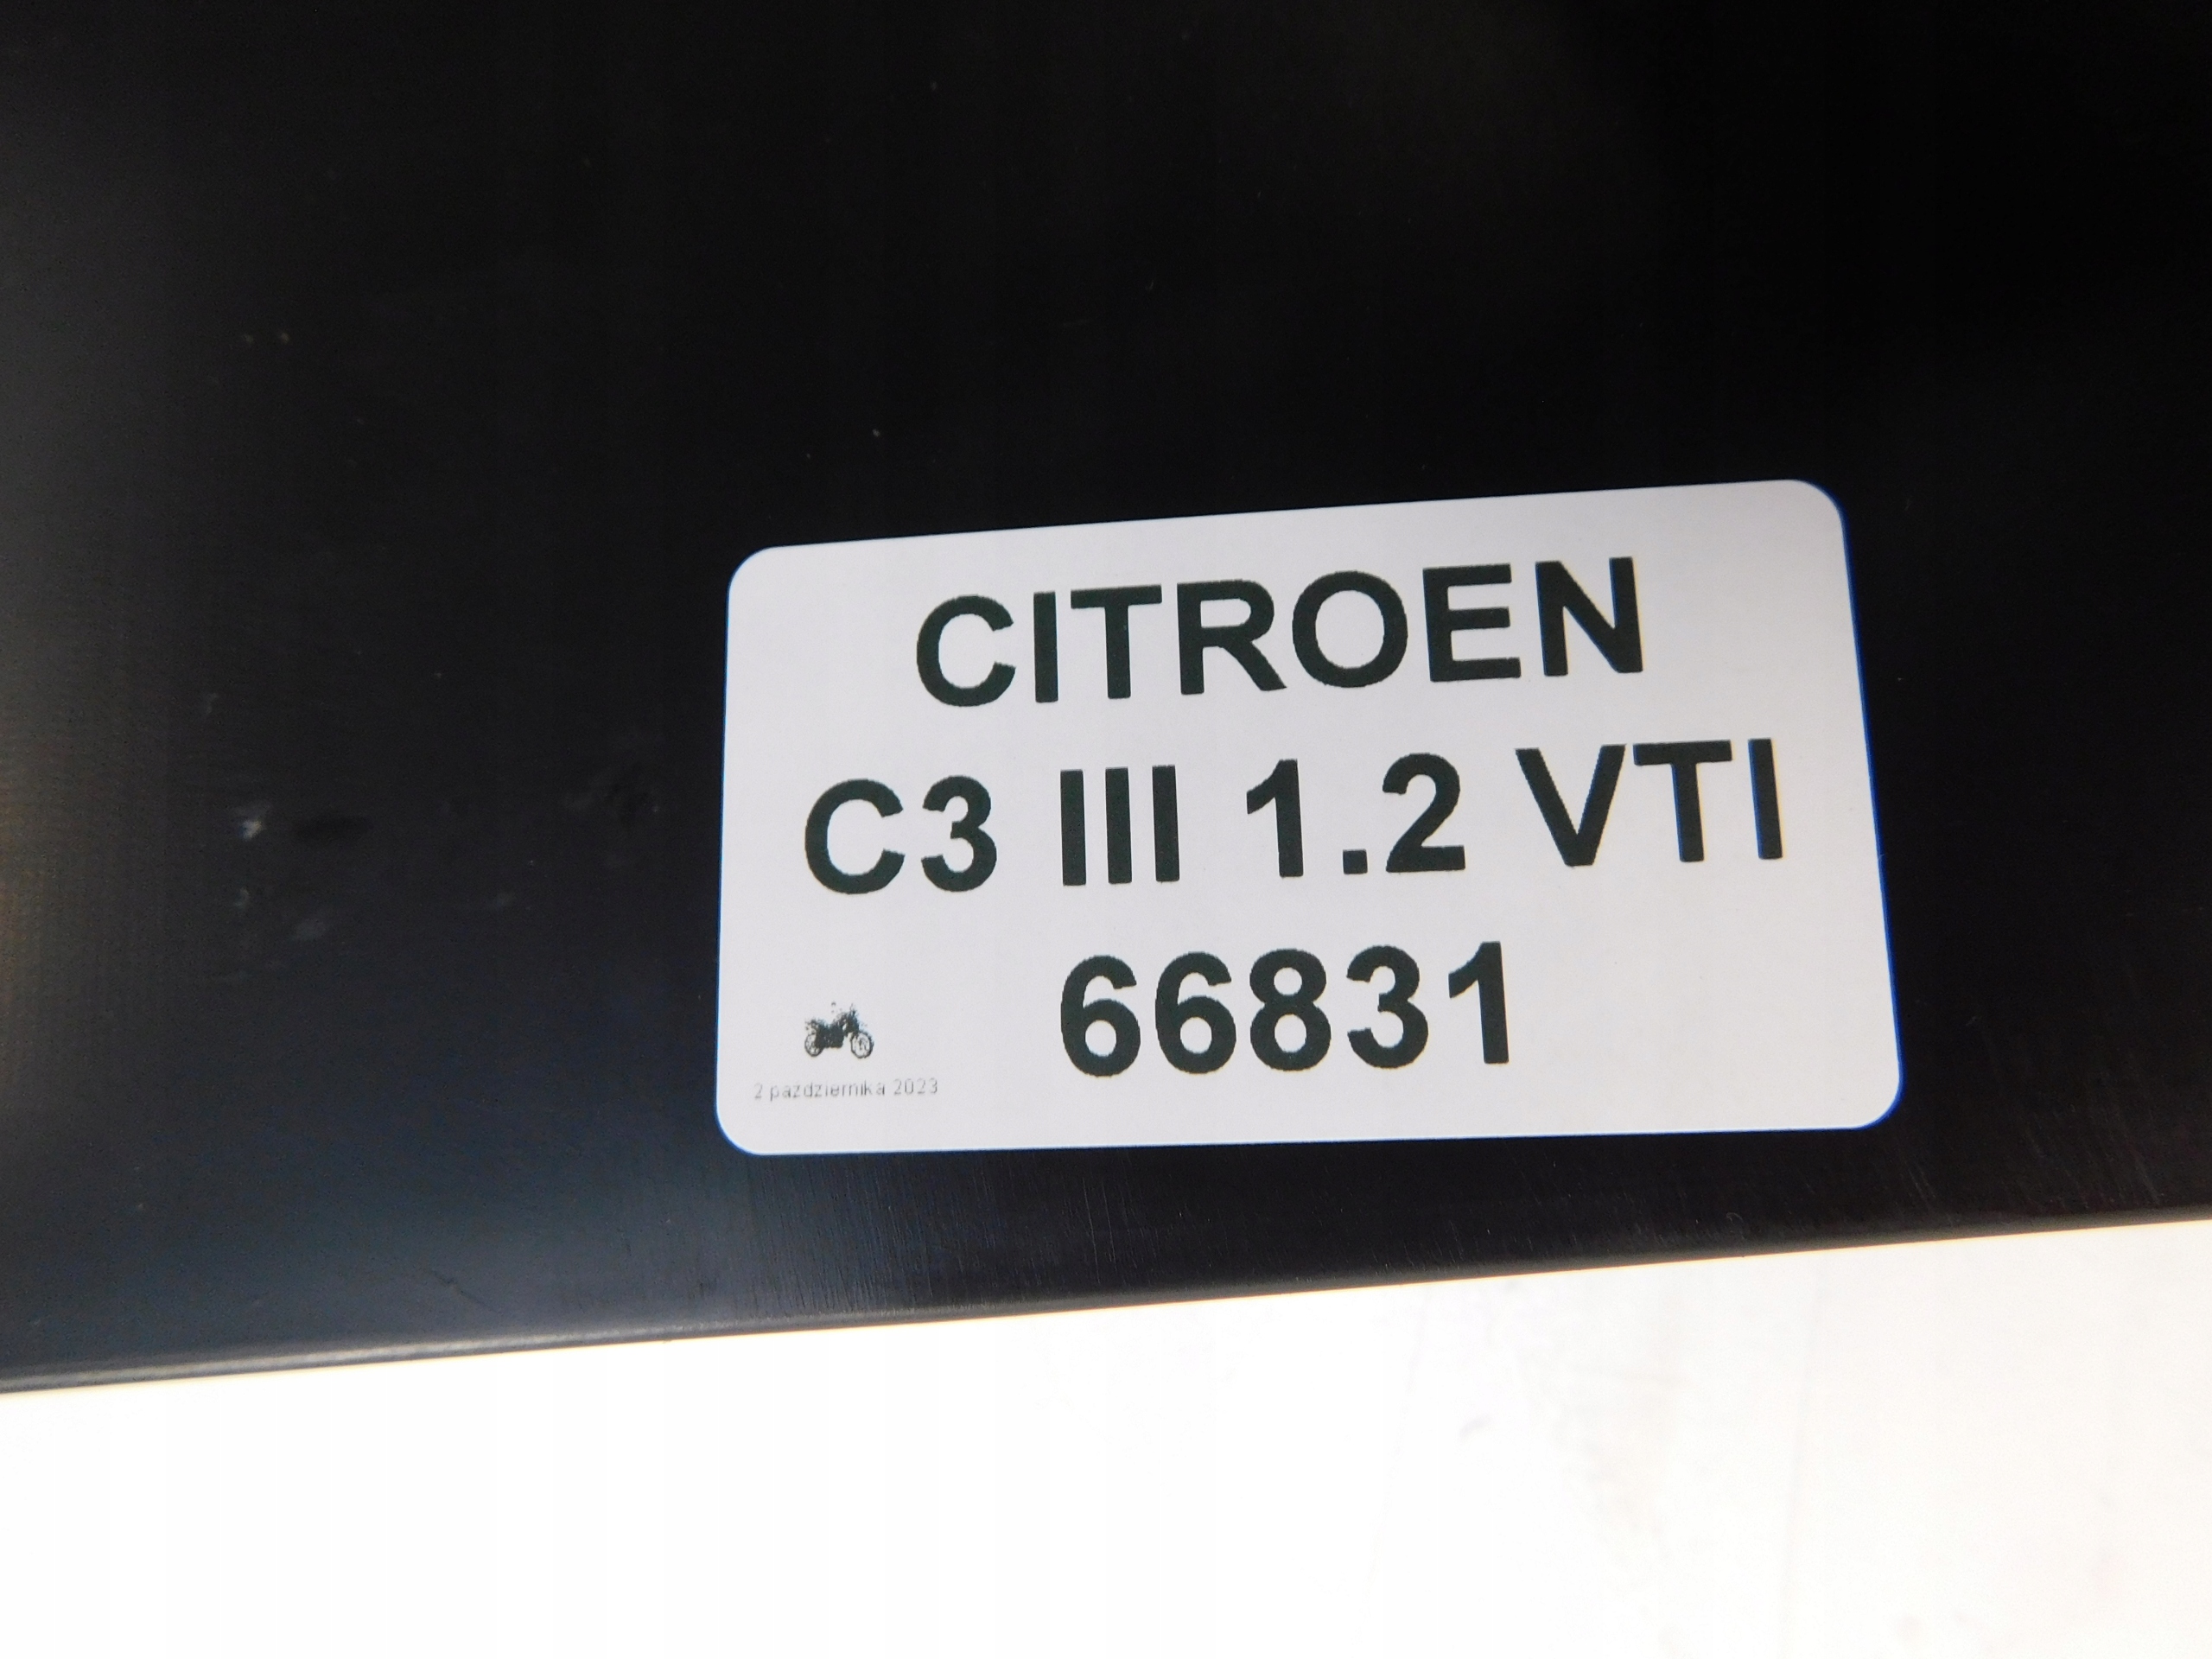 CITROEN
C3 III 1.2 VTI
66831
2 pazdziernika 2023